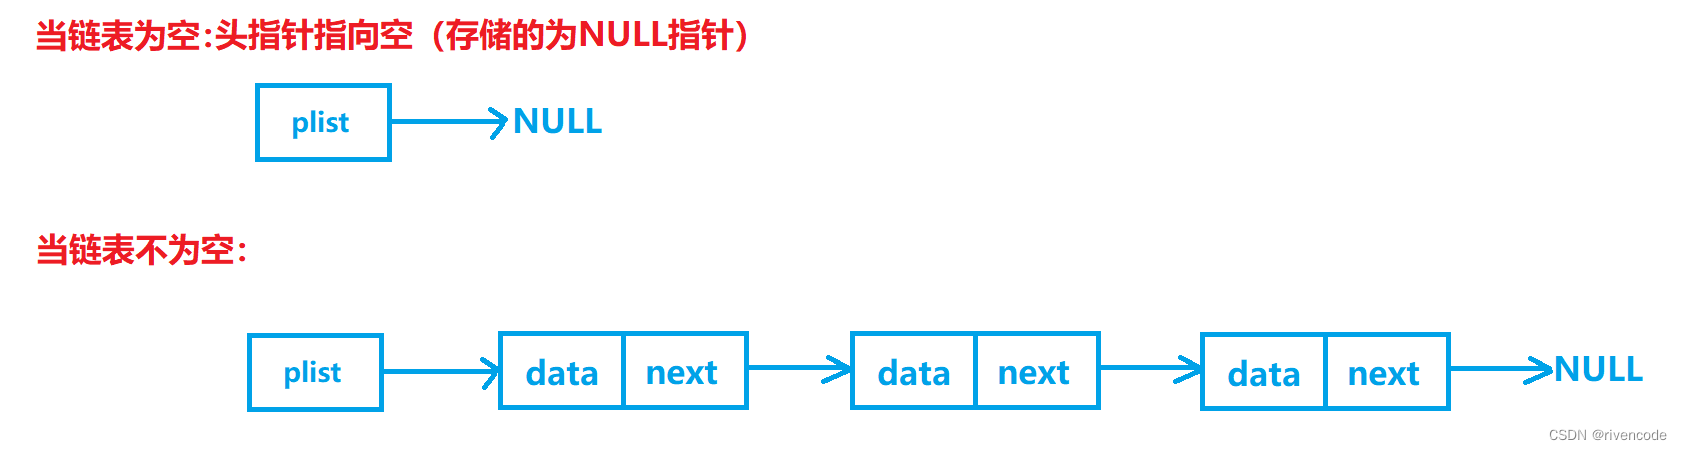 当链表为空:头指针指向空（存储的为NULL指针）
plist NULL
当链表不为空:
plist data next data next data next NULL
CSDN @rivencode